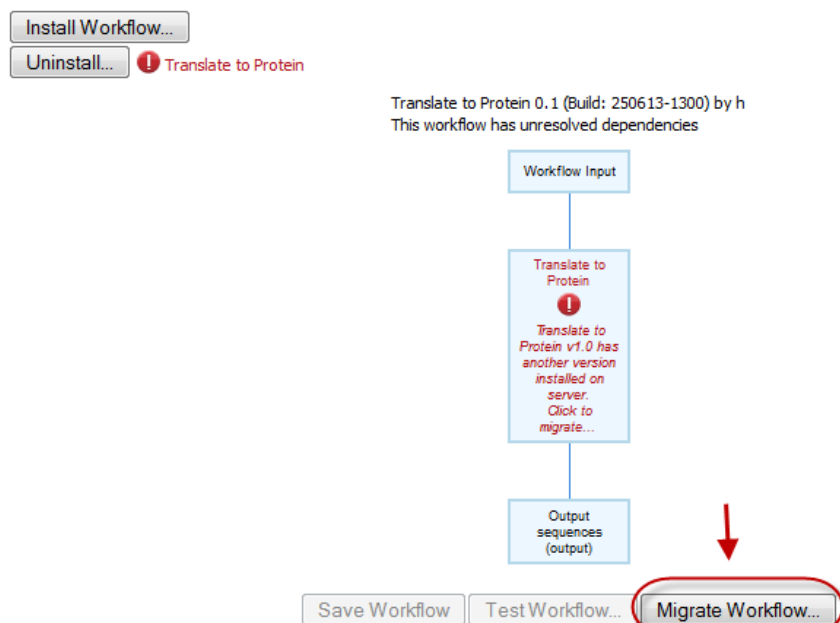 Install Workflow...
Uninstall...
Translate to Protein
Translate to Protein 0.1 (Build: 250613-1300) by h
This workflow has unresolved dependencies
Workflow Input
Translate to
Protein
Translate to
Protein v1.0 has
another version
installed on
server.
Click to
migrate...
Output
sequences
(output)
Save Workflow
Test Workflow...
Migrate Workflow...